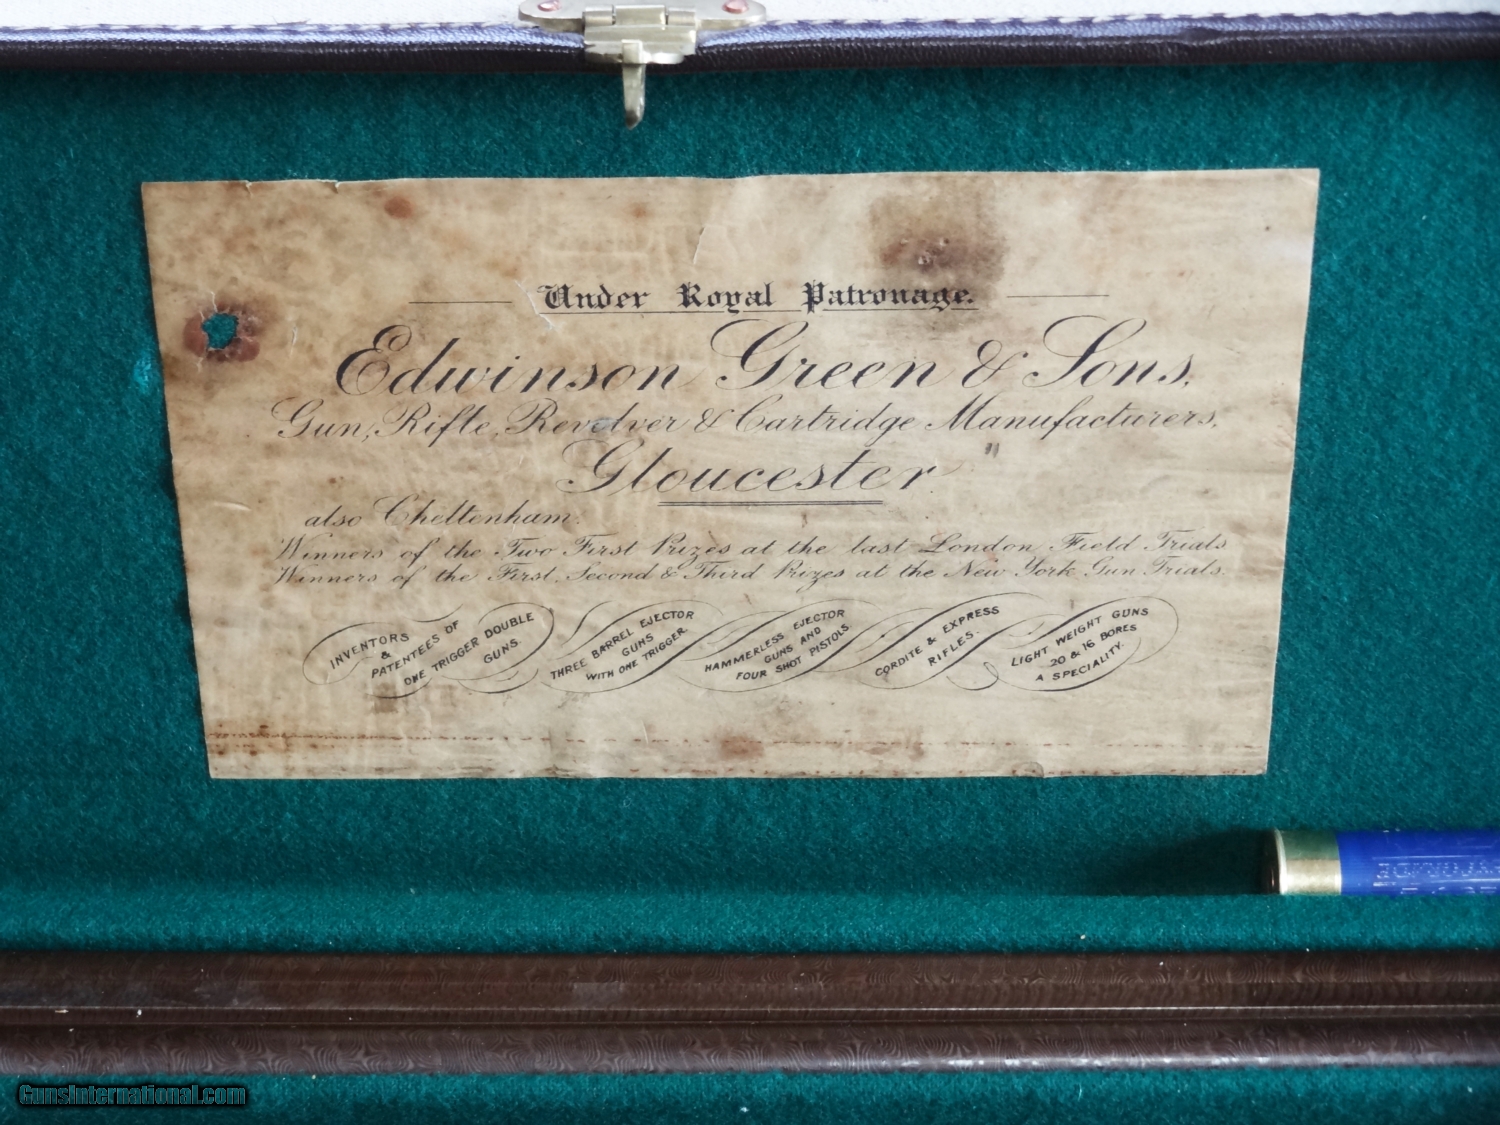 Under Royal Patronage.
Edwinson Green & Sons,
Gun, Rifle, Revolver & Cartridge Manufacturers,
Gloucester
also Cheltenham.
Winners of the Two First Prizes at the last London Field Trials
Winners of the First, Second & Third Prizes at the New York Gun Trials.
INVENTORS
&
PATENTEES OF
ONE TRIGGER DOUBLE
GUNS.
THREE BARREL EJECTOR
GUNS
WITH ONE TRIGGER.
HAMMERLESS EJECTOR
GUNS AND
FOUR SHOT PISTOLS
CORDITE & EXPRESS
RIFLES.
LIGHT WEIGHT GUNS
20 & 16 BORES
A SPECIALITY.
GunsInternational.com